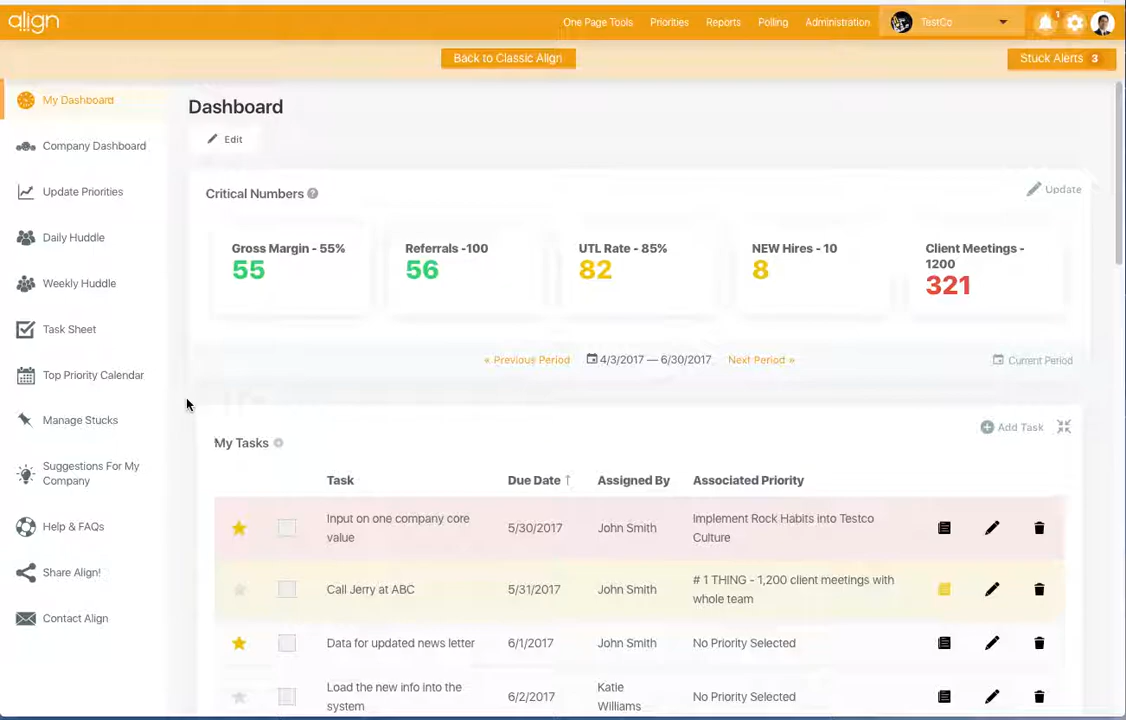 align
One Page Tools Priorities Reports Polling Administration TestCo 1
Back to Classic Align
Stuck Alerts 3
My Dashboard
Company Dashboard
Update Priorities
Daily Huddle
Weekly Huddle
Task Sheet
Top Priority Calendar
Manage Stucks
Suggestions For My
Company
Help & FAQs
Share Align!
Contact Align
Dashboard
Edit
Critical Numbers ?
Update
Gross Margin - 55%
55
Referrals -100
56
UTL Rate - 85%
82
NEW Hires - 10
8
Client Meetings -
1200
321
« Previous Period 4/3/2017 — 6/30/2017 Next Period »
Current Period
My Tasks
Add Task
Task Due Date ↑ Assigned By Associated Priority
Input on one company core
value
5/30/2017
John Smith
Implement Rock Habits into Testco
Culture
Call Jerry at ABC
5/31/2017
John Smith
# 1 THING - 1,200 client meetings with
whole team
Data for updated news letter
6/1/2017
John Smith
No Priority Selected
Load the new info into the
system
6/2/2017
Katie
Williams
No Priority Selected